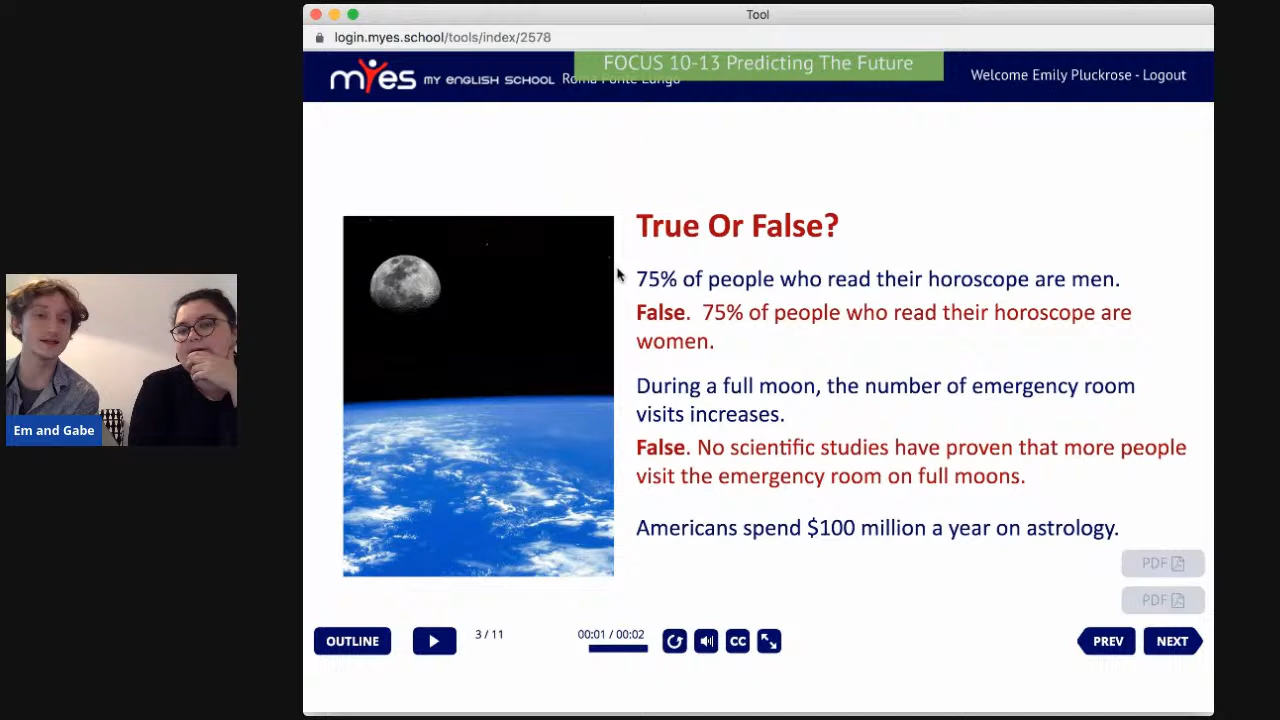 Tool
login.myes.school/tools/index/2578
FOCUS 10-13 Predicting The Future
myes MY ENGLISH SCHOOL Roma Ponte Lungo
Welcome Emily Pluckrose - Logout
True Or False?
75% of people who read their horoscope are men.
False. 75% of people who read their horoscope are
women.
During a full moon, the number of emergency room
visits increases.
False. No scientific studies have proven that more people
visit the emergency room on full moons.
Americans spend $100 million a year on astrology.
Em and Gabe
PDF
PDF
OUTLINE
3 / 11
00:01 / 00:02
CC
PREV
NEXT